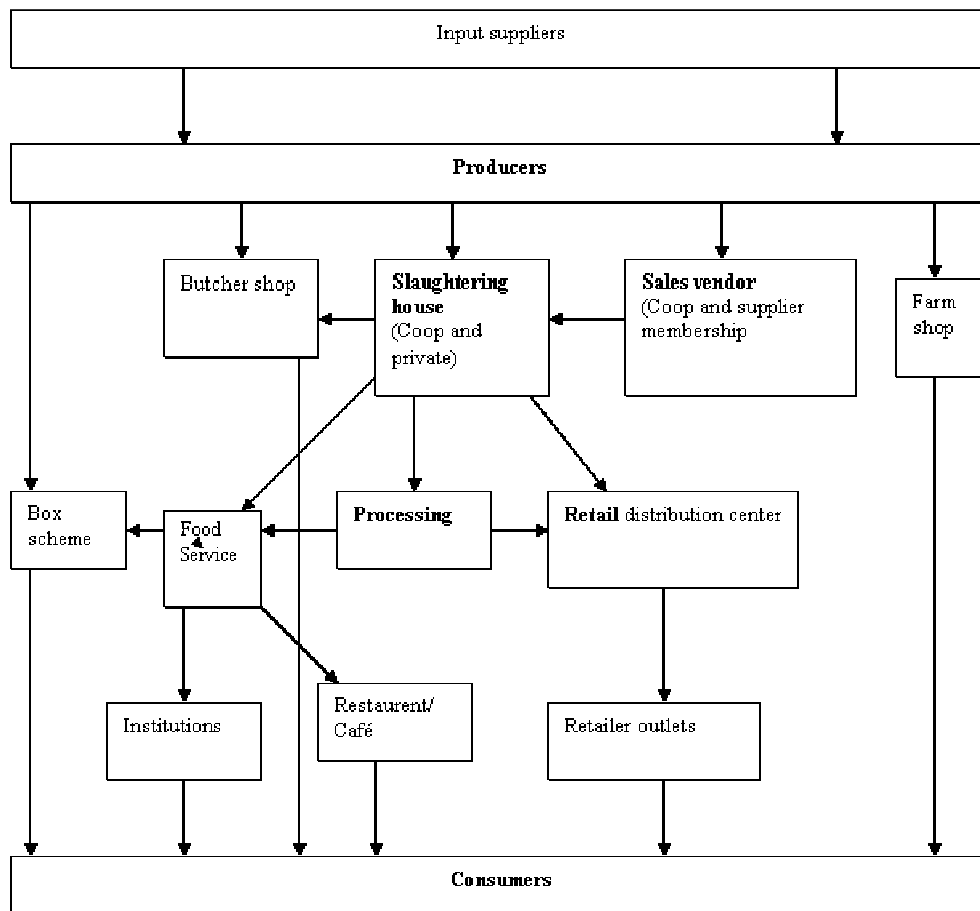 Input suppliers
Producers
Butcher shop
Slaughtering
house
(Coop and
private)
Sales vendor
(Coop and supplier
membership
Farm
shop
Box
scheme
Food
Service
Processing
Retail distribution center
Institutions
Restaurent/
Café
Retailer outlets
Consumers